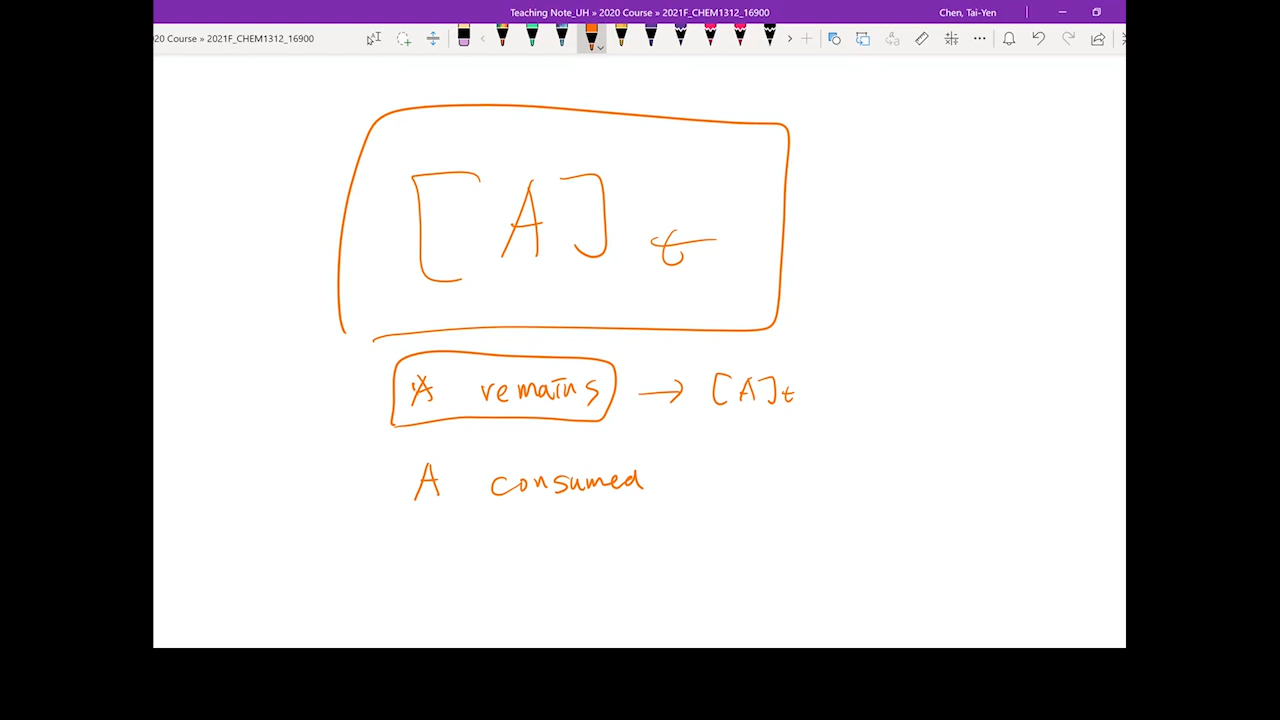 Teaching Note_UH » 2020 Course » 2021F_CHEM1312_16900
Chen, Tai-Yen
20 Course » 2021F_CHEM1312_16900
[A]t
A remains → [A]t
A consumed